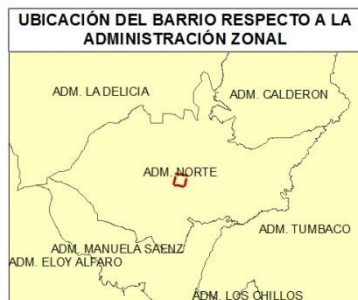 UBICACIÓN DEL BARRIO RESPECTO A LA
ADMINISTRACIÓN ZONAL
ADM. LA DELICIA
ADM. CALDERON
ADM. NORTE
ADM. TUMBACO
ADM. MANUELA SAENZ
ADM. ELOY ALFARO
ADM. LOS CHILLOS